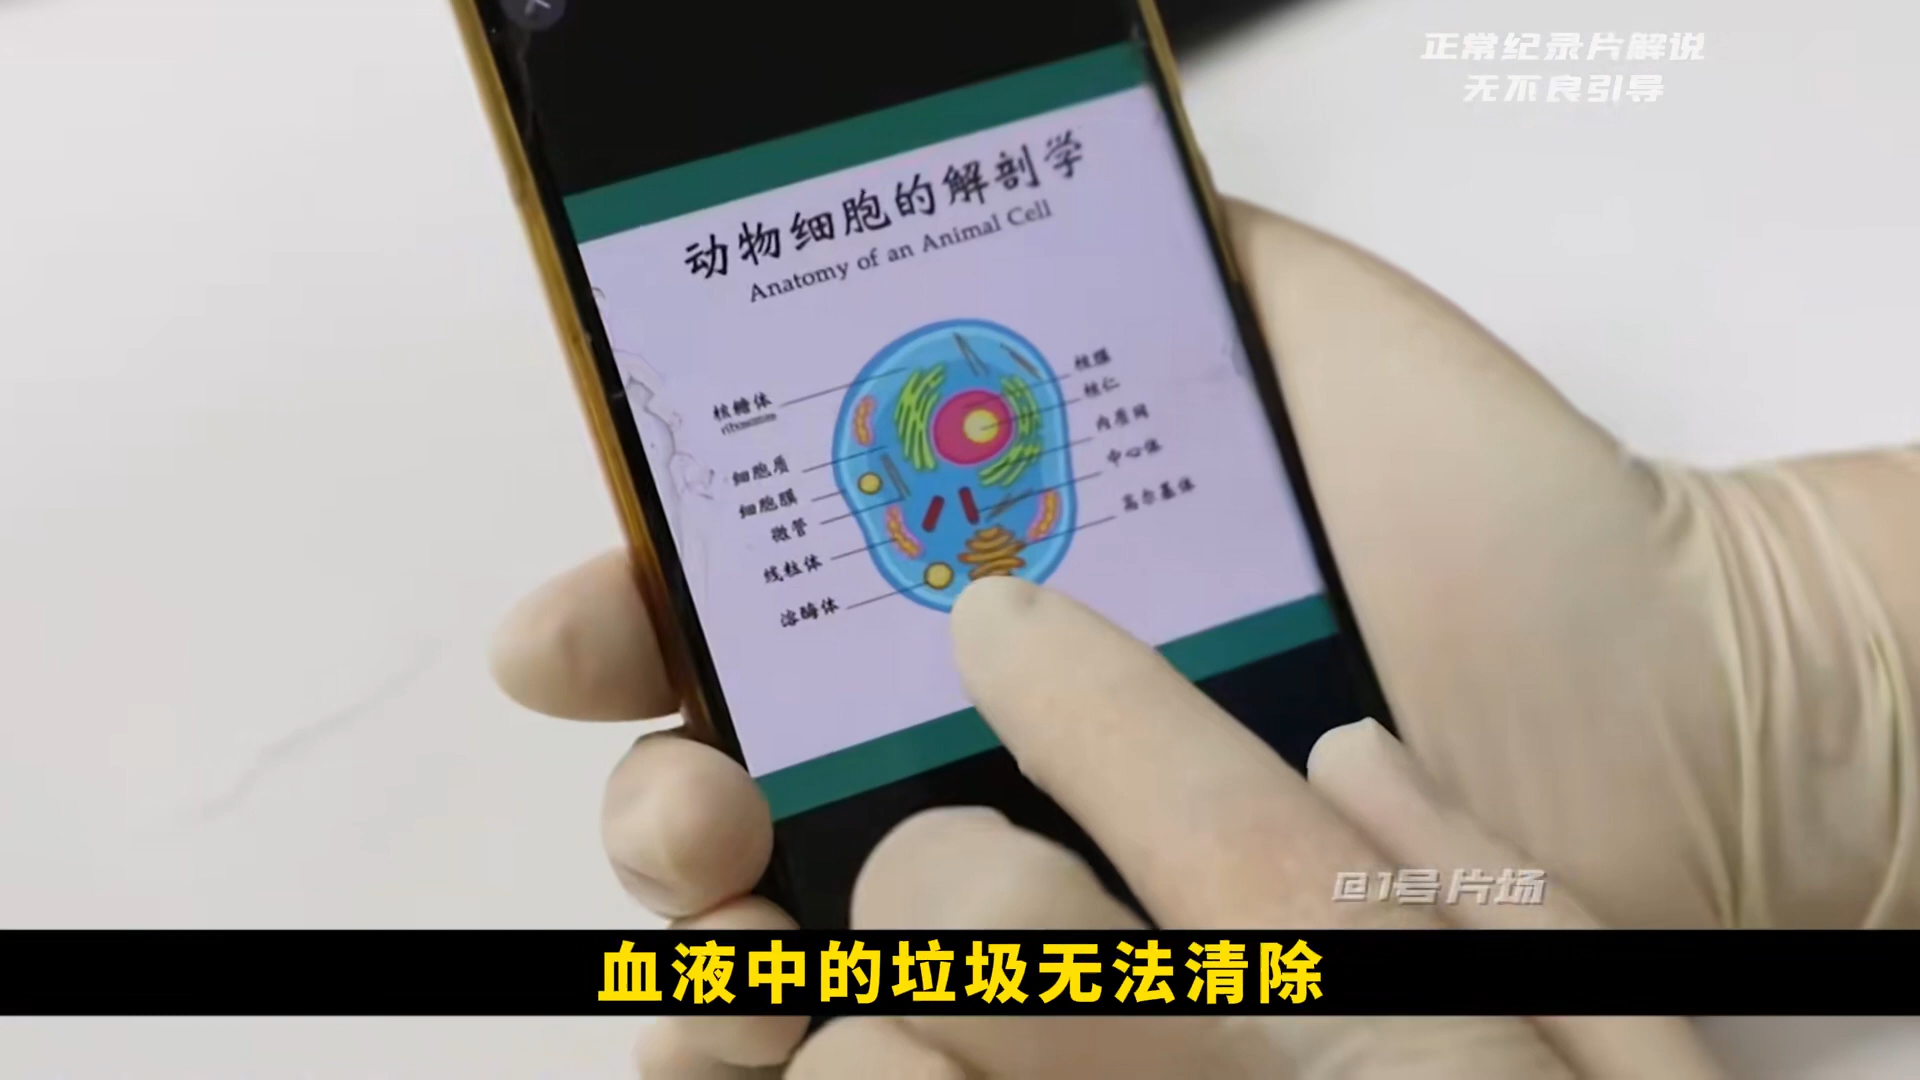 正常纪录片解说
无不良引导
动物细胞的解剖学
Anatomy of an Animal Cell
核糖体
ribosomes
细胞质
细胞膜
微管
线粒体
溶酶体
核膜
核仁
内质网
中心体
高尔基体
@1号片场
血液中的垃圾无法清除